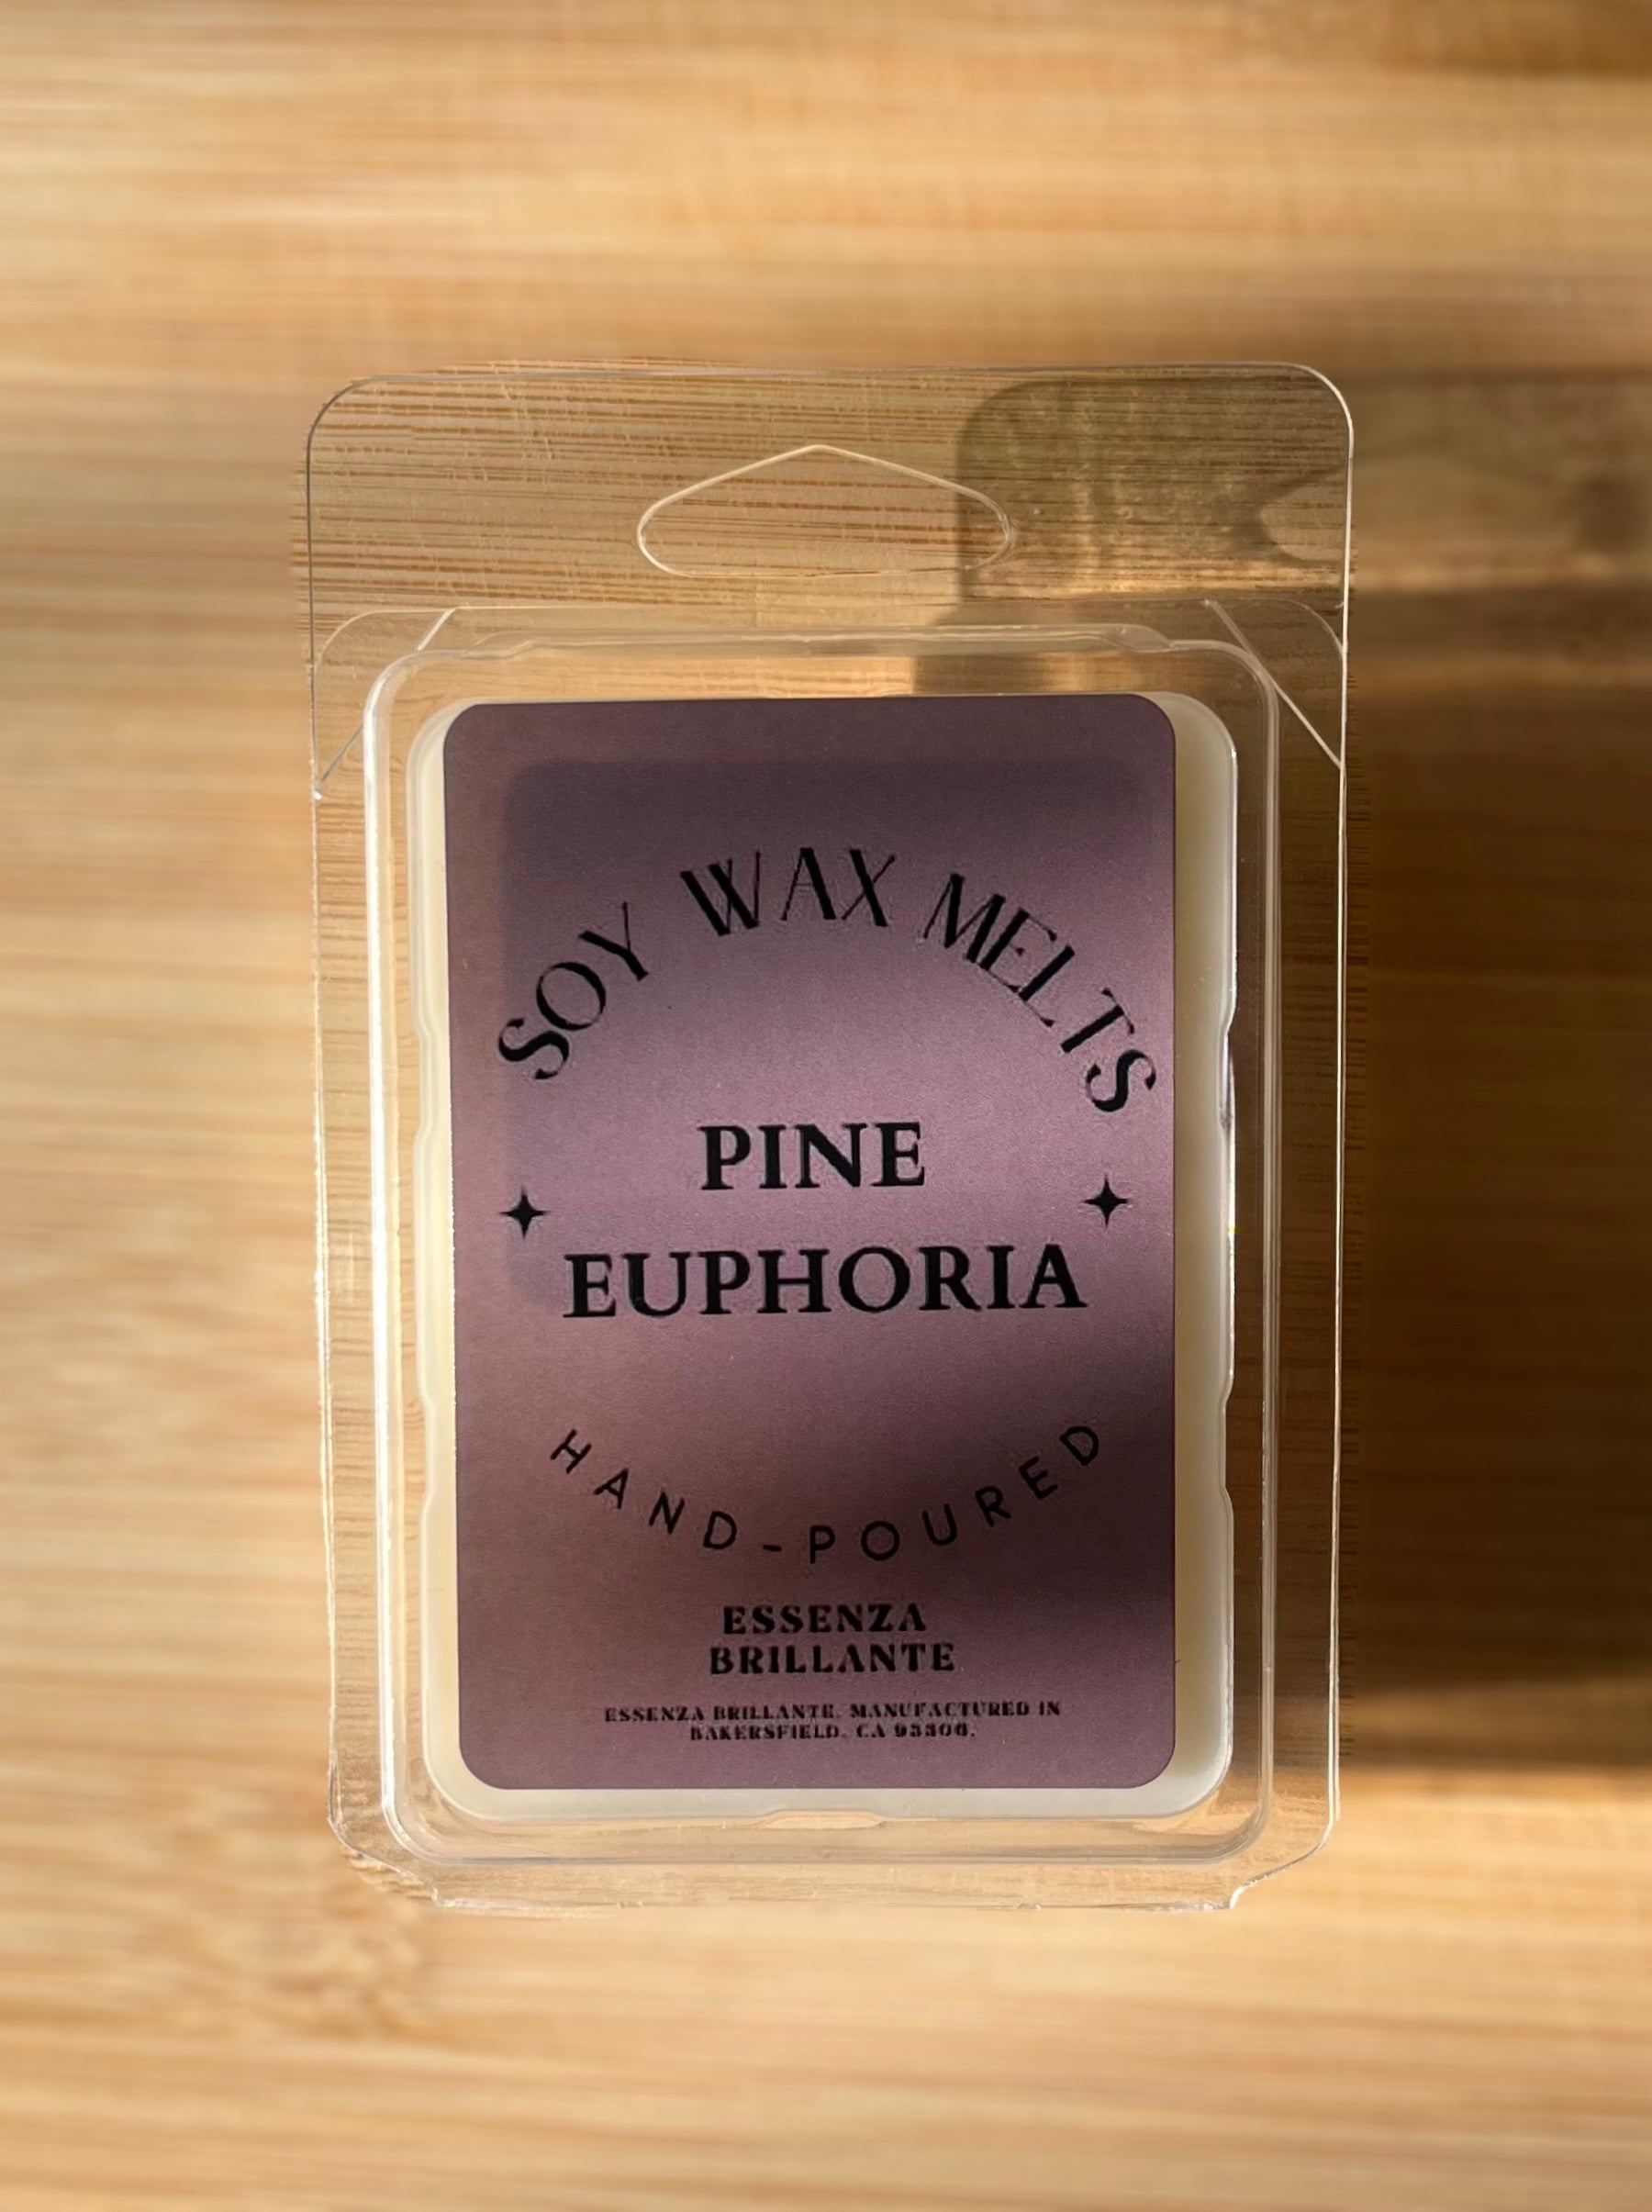 SOY WAX MELTS
PINE
EUPHORIA
HAND-POURED
ESSENZA
BRILLANTE
ESSENZA BRILLANTE. MANUFACTURED IN
BAKERSFIELD, CA 93306.